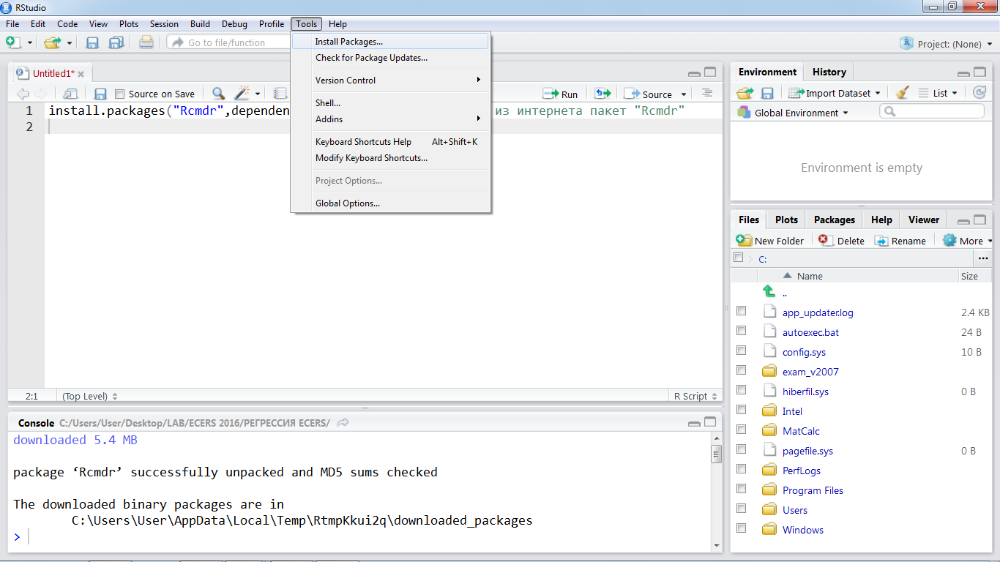 RStudio
File Edit Code View Plots Session Build Debug Profile Tools Help
Go to file/function
Project: (None)
Install Packages...
Check for Package Updates...
Version Control
Shell...
Addins
Keyboard Shortcuts Help Alt+Shift+K
Modify Keyboard Shortcuts...
Project Options...
Global Options...
Untitled1*
Source on Save Run Source
1 install.packages("Rcmdr",dependen из интернета пакет "Rcmdr"
2
2:1 (Top Level) R Script
Console C:/Users/User/Desktop/LAB/ECERS 2016/РЕГРЕССИЯ ECERS/
downloaded 5.4 MB
package ‘Rcmdr’ successfully unpacked and MD5 sums checked
The downloaded binary packages are in
C:\Users\User\AppData\Local\Temp\RtmpKkui2q\downloaded_packages
>
Environment History
Import Dataset List
Global Environment
Environment is empty
Files Plots Packages Help Viewer
New Folder Delete Rename More
C: ...
Name Size
..
app_updater.log 2.4 KB
autoexec.bat 24 B
config.sys 10 B
exam_v2007
hiberfil.sys 0 B
Intel
MatCalc
pagefile.sys 0 B
PerfLogs
Program Files
Users
Windows